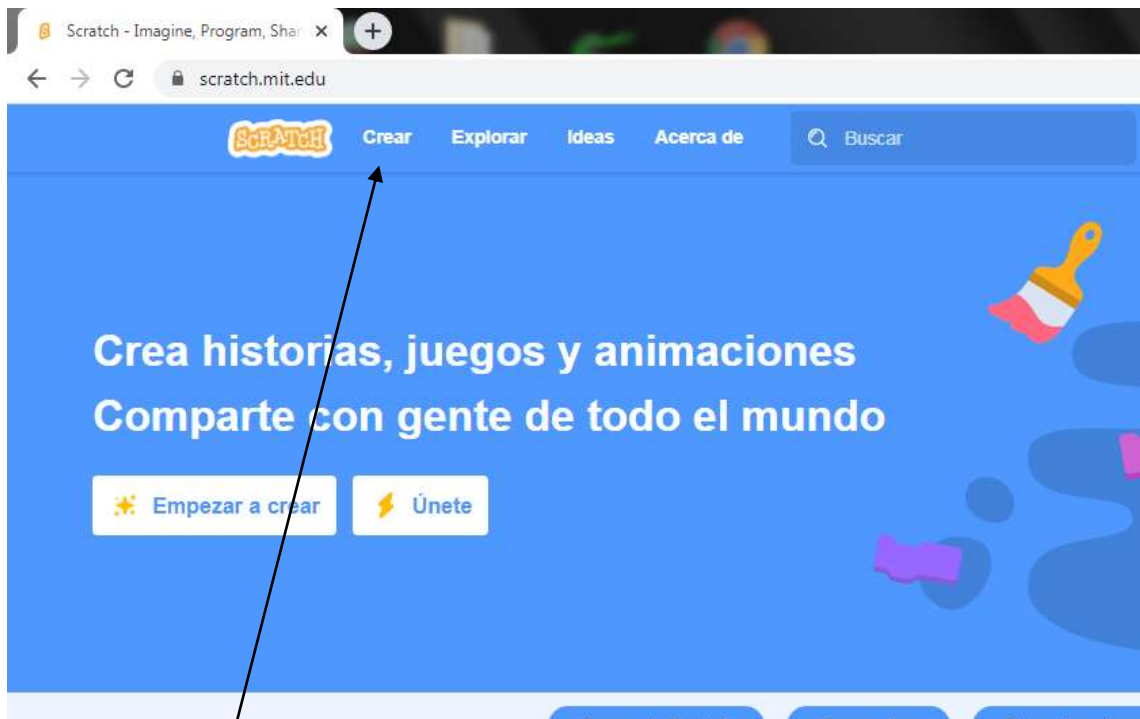 Scratch - Imagine, Program, Shar
scratch.mit.edu
SCRATCH Crear Explorar Ideas Acerca de Buscar
Crea historias, juegos y animaciones
Comparte con gente de todo el mundo
Empezar a crear Únete